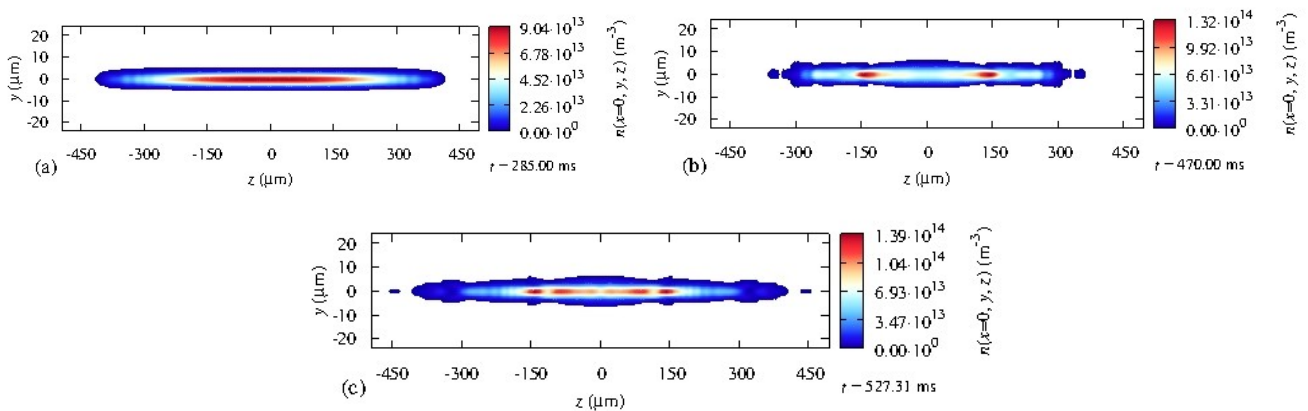 20
10
0
-10
-20
y (μm)
-450 -300 -150 0 150 300 450
z (μm)
(a)
9.04·10^13
6.78·10^13
4.52·10^13
2.26·10^13
0.00·10^0
n(x=0, y, z) (m^-3)
t = 285.00 ms
20
10
0
-10
-20
y (μm)
-450 -300 -150 0 150 300 450
z (μm)
(b)
1.32·10^14
9.92·10^13
6.61·10^13
3.31·10^13
0.00·10^0
n(x=0, y, z) (m^-3)
t = 470.00 ms
20
10
0
-10
-20
y (μm)
-450 -300 -150 0 150 300 450
z (μm)
(c)
1.39·10^14
1.04·10^14
6.93·10^13
3.47·10^13
0.00·10^0
n(x=0, y, z) (m^-3)
t = 527.31 ms